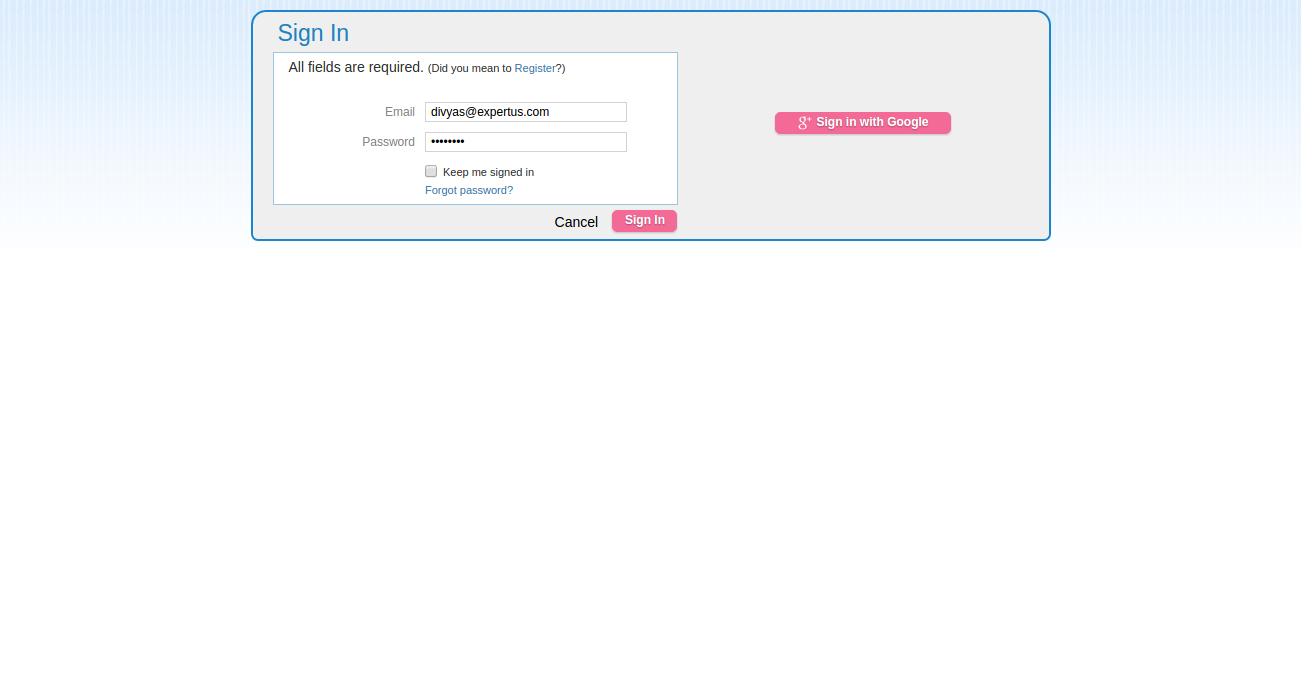 Sign In
All fields are required. (Did you mean to Register?)
Email divyas@expertus.com
Password ••••••••
Keep me signed in
Forgot password?
Cancel Sign In
g+ Sign in with Google